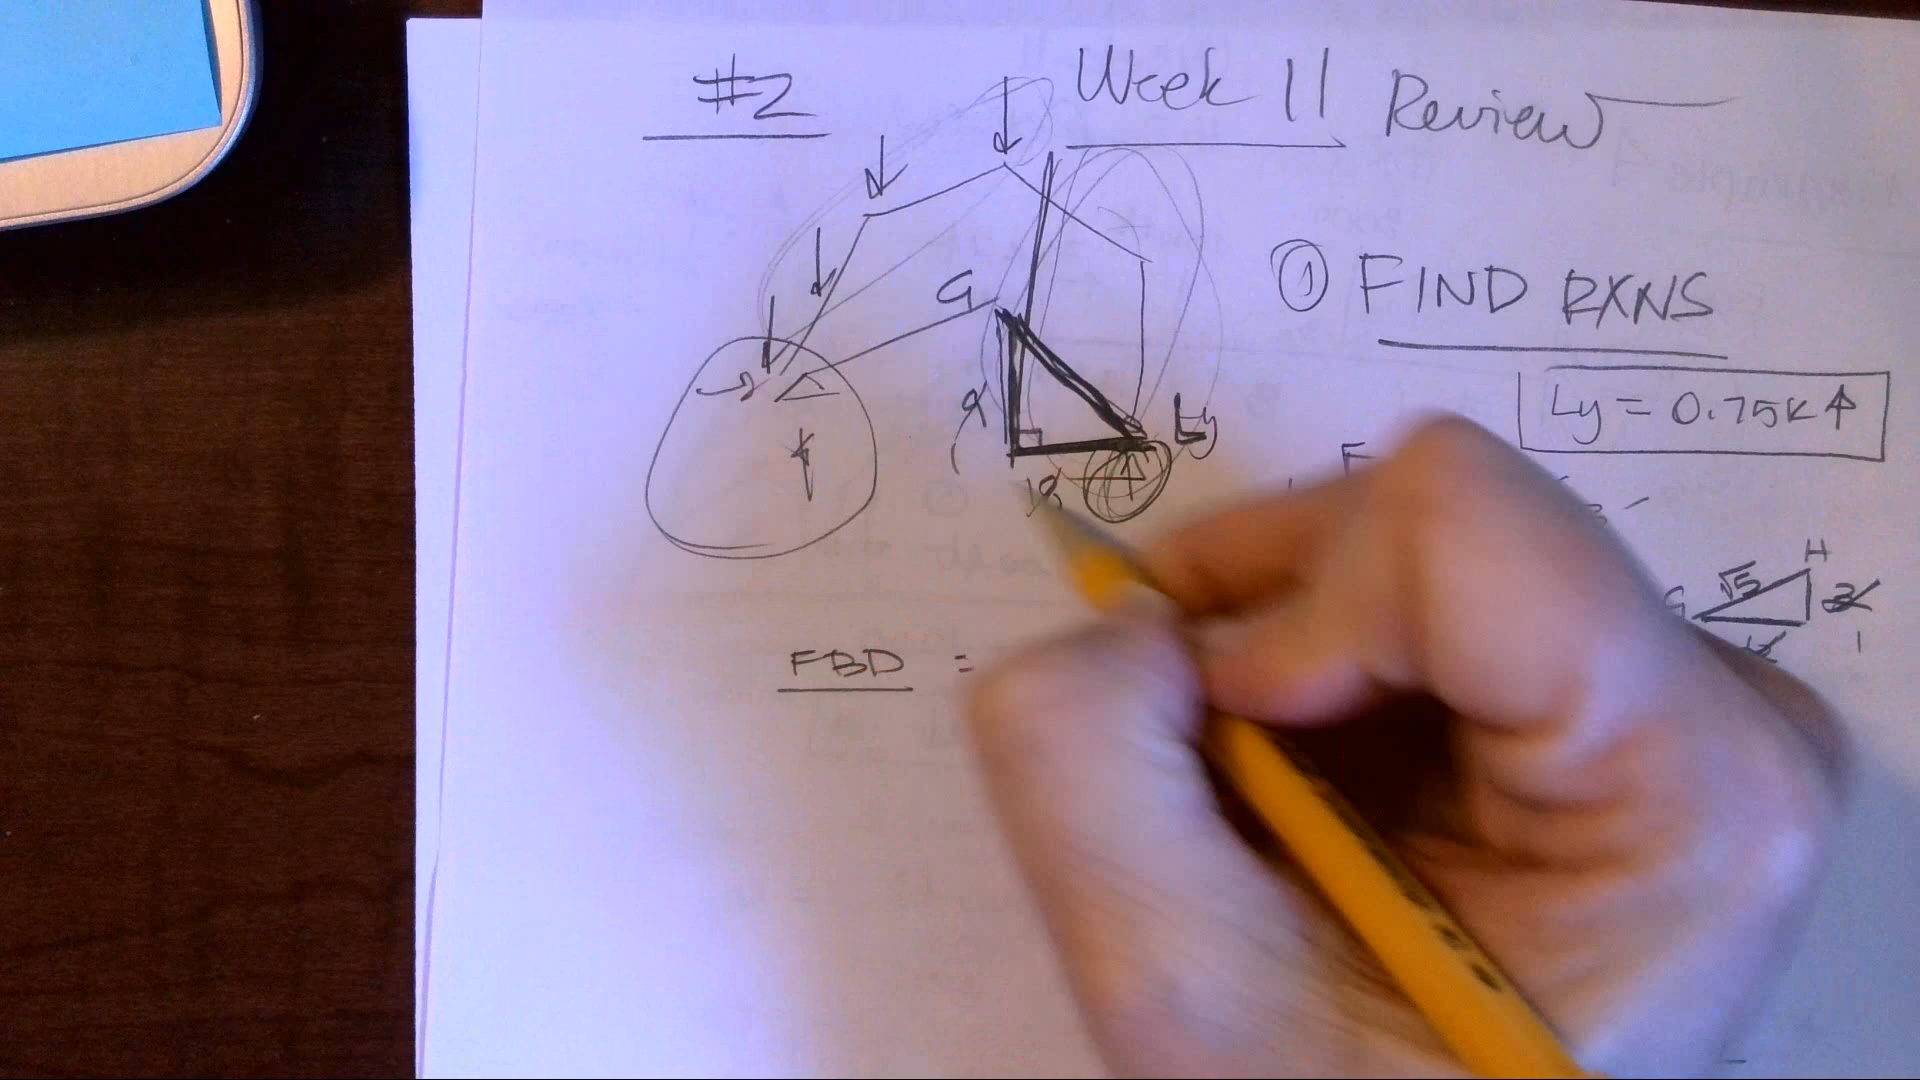 #2 Week 11 Review
① FIND RXNS
G
Ly = 0.75K↑
Ly
H
√5
1
FBD =